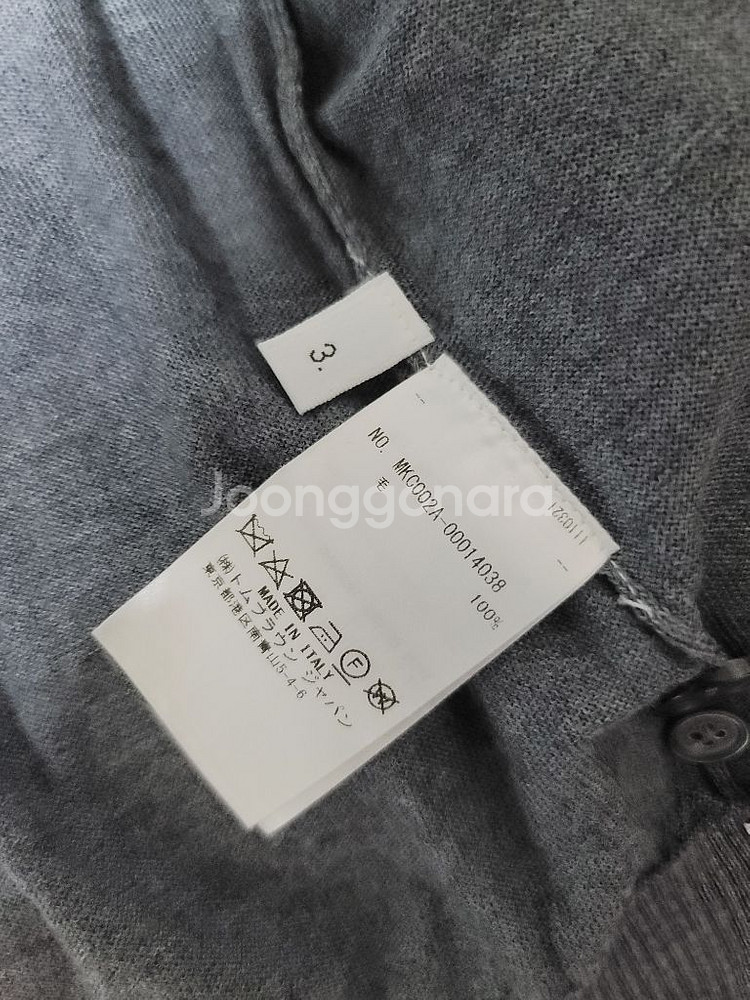 3.
NO. MKC002A-00014038
毛 100%
1110321
MADE IN ITALY
(株)トムブラウン ジャパン
東京都港区南青山5-4-6
F
Joonggonara